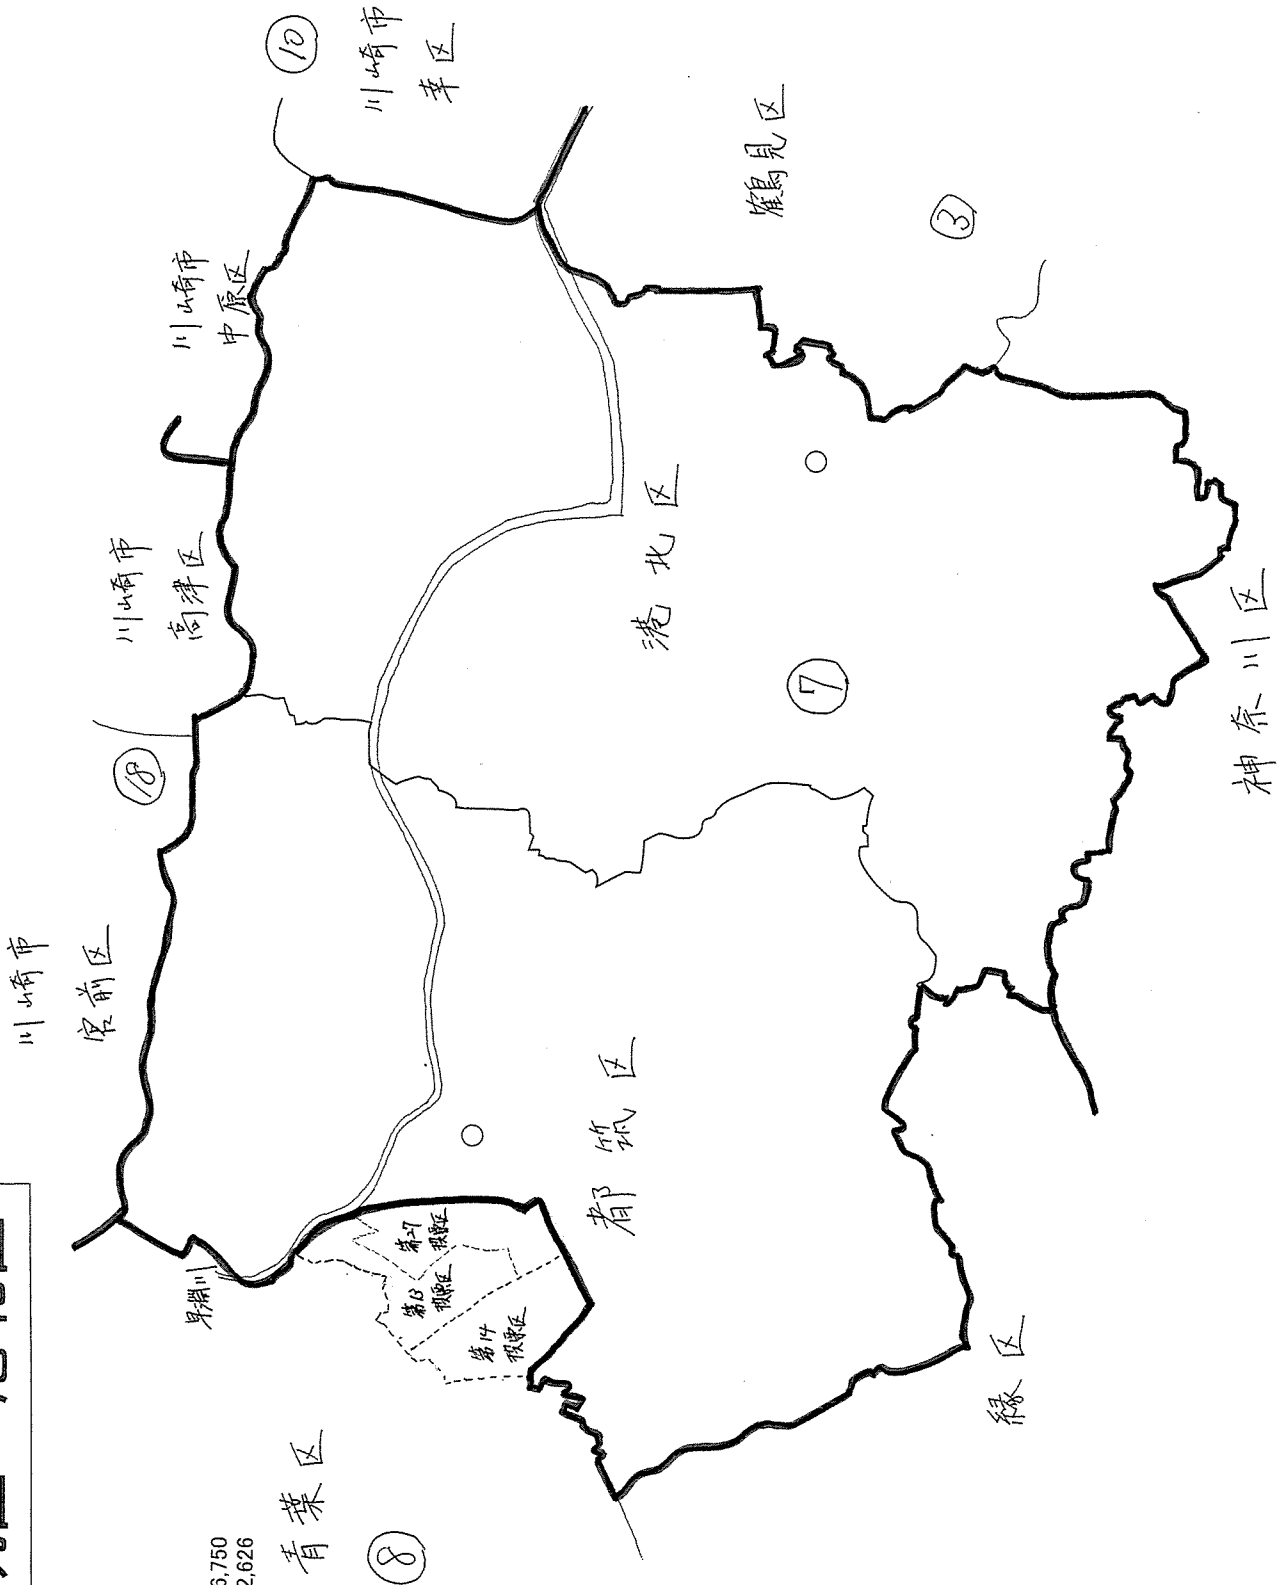 川崎市
宮前区
川崎市
高津区
川崎市
中原区
川崎市
幸区
⑩
⑱
早淵川
青葉区
⑧
6,750
2,626
第27
投票区
第13
投票区
第14
投票区
都筑区
港北区
⑦
鶴見区
③
緑区
神奈川区